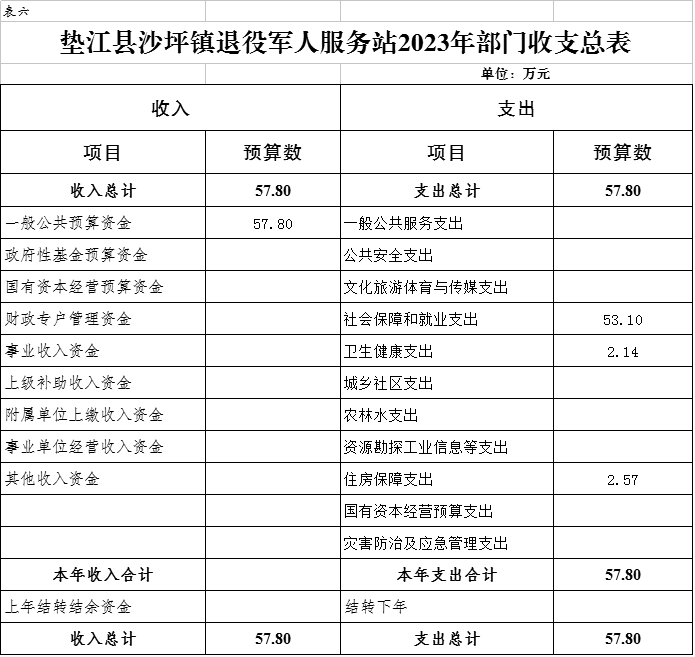 表六
垫江县沙坪镇退役军人服务站2023年部门收支总表
单位：万元
收入 支出
项目 预算数 项目 预算数
收入总计 57.80 支出总计 57.80
一般公共预算资金 57.80 一般公共服务支出
政府性基金预算资金 公共安全支出
国有资本经营预算资金 文化旅游体育与传媒支出
财政专户管理资金 社会保障和就业支出 53.10
事业收入资金 卫生健康支出 2.14
上级补助收入资金 城乡社区支出
附属单位上缴收入资金 农林水支出
事业单位经营收入资金 资源勘探工业信息等支出
其他收入资金 住房保障支出 2.57
国有资本经营预算支出
灾害防治及应急管理支出
本年收入合计 本年支出合计 57.80
上年结转结余资金 结转下年
收入总计 57.80 支出总计 57.80